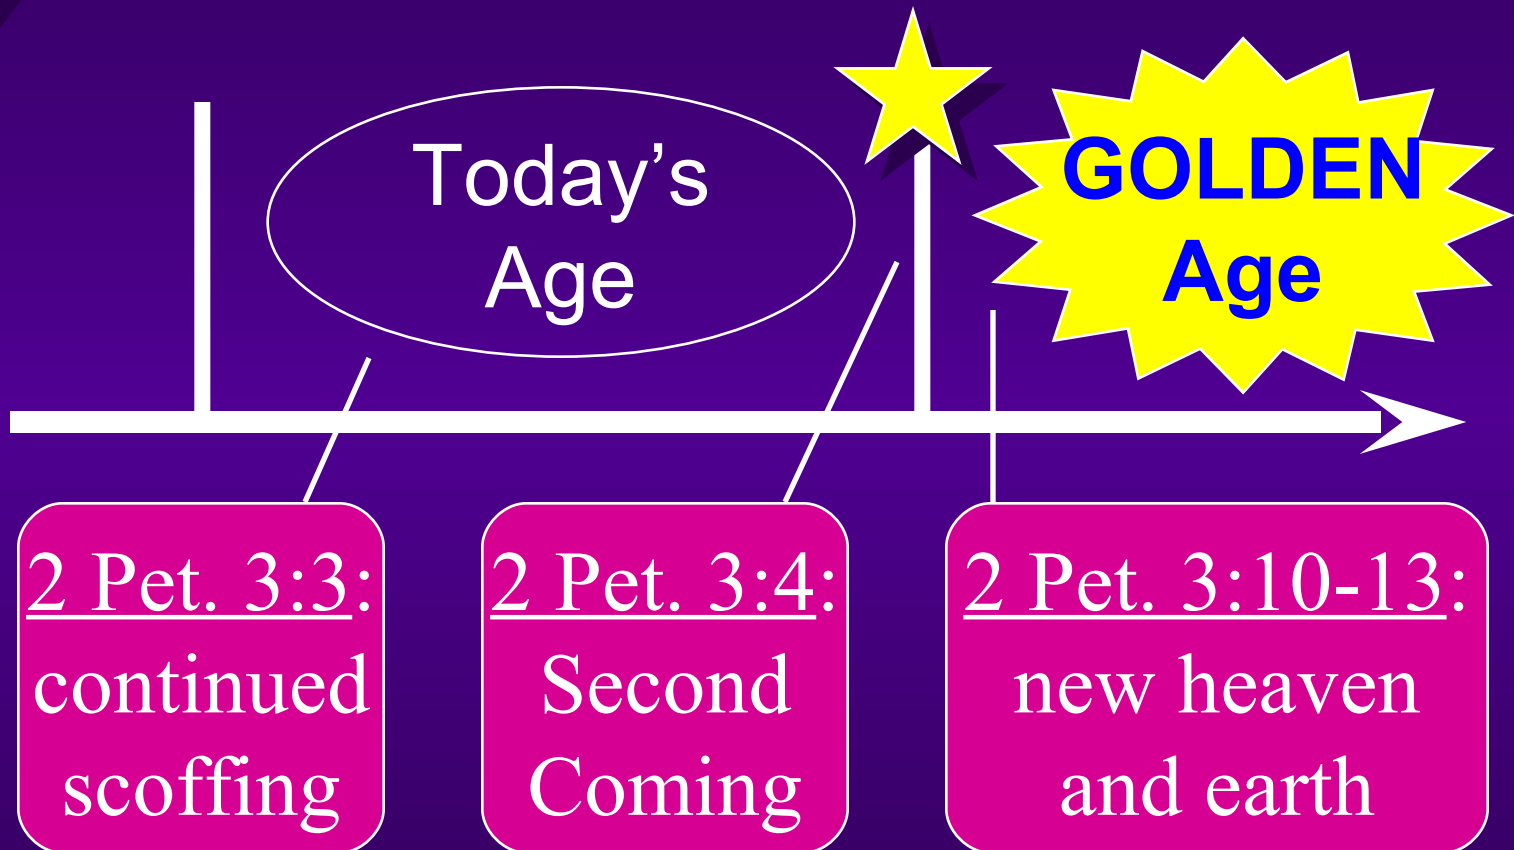 Today’s
Age
GOLDEN
Age
2 Pet. 3:3:
continued
scoffing
2 Pet. 3:4:
Second
Coming
2 Pet. 3:10-13:
new heaven
and earth